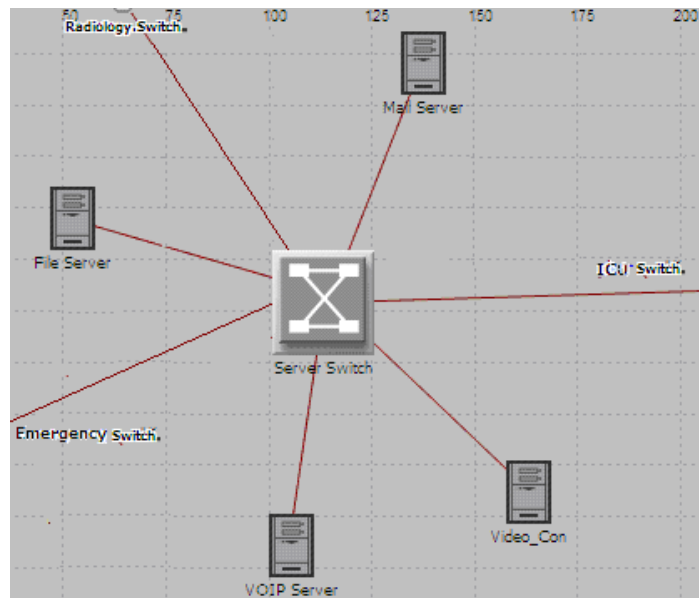 50 75 100 125 175 200
Radiology Switch.
Mail Server
File Server
ICU Switch.
Server Switch
Emergency Switch.
Video_Con
VOIP Server